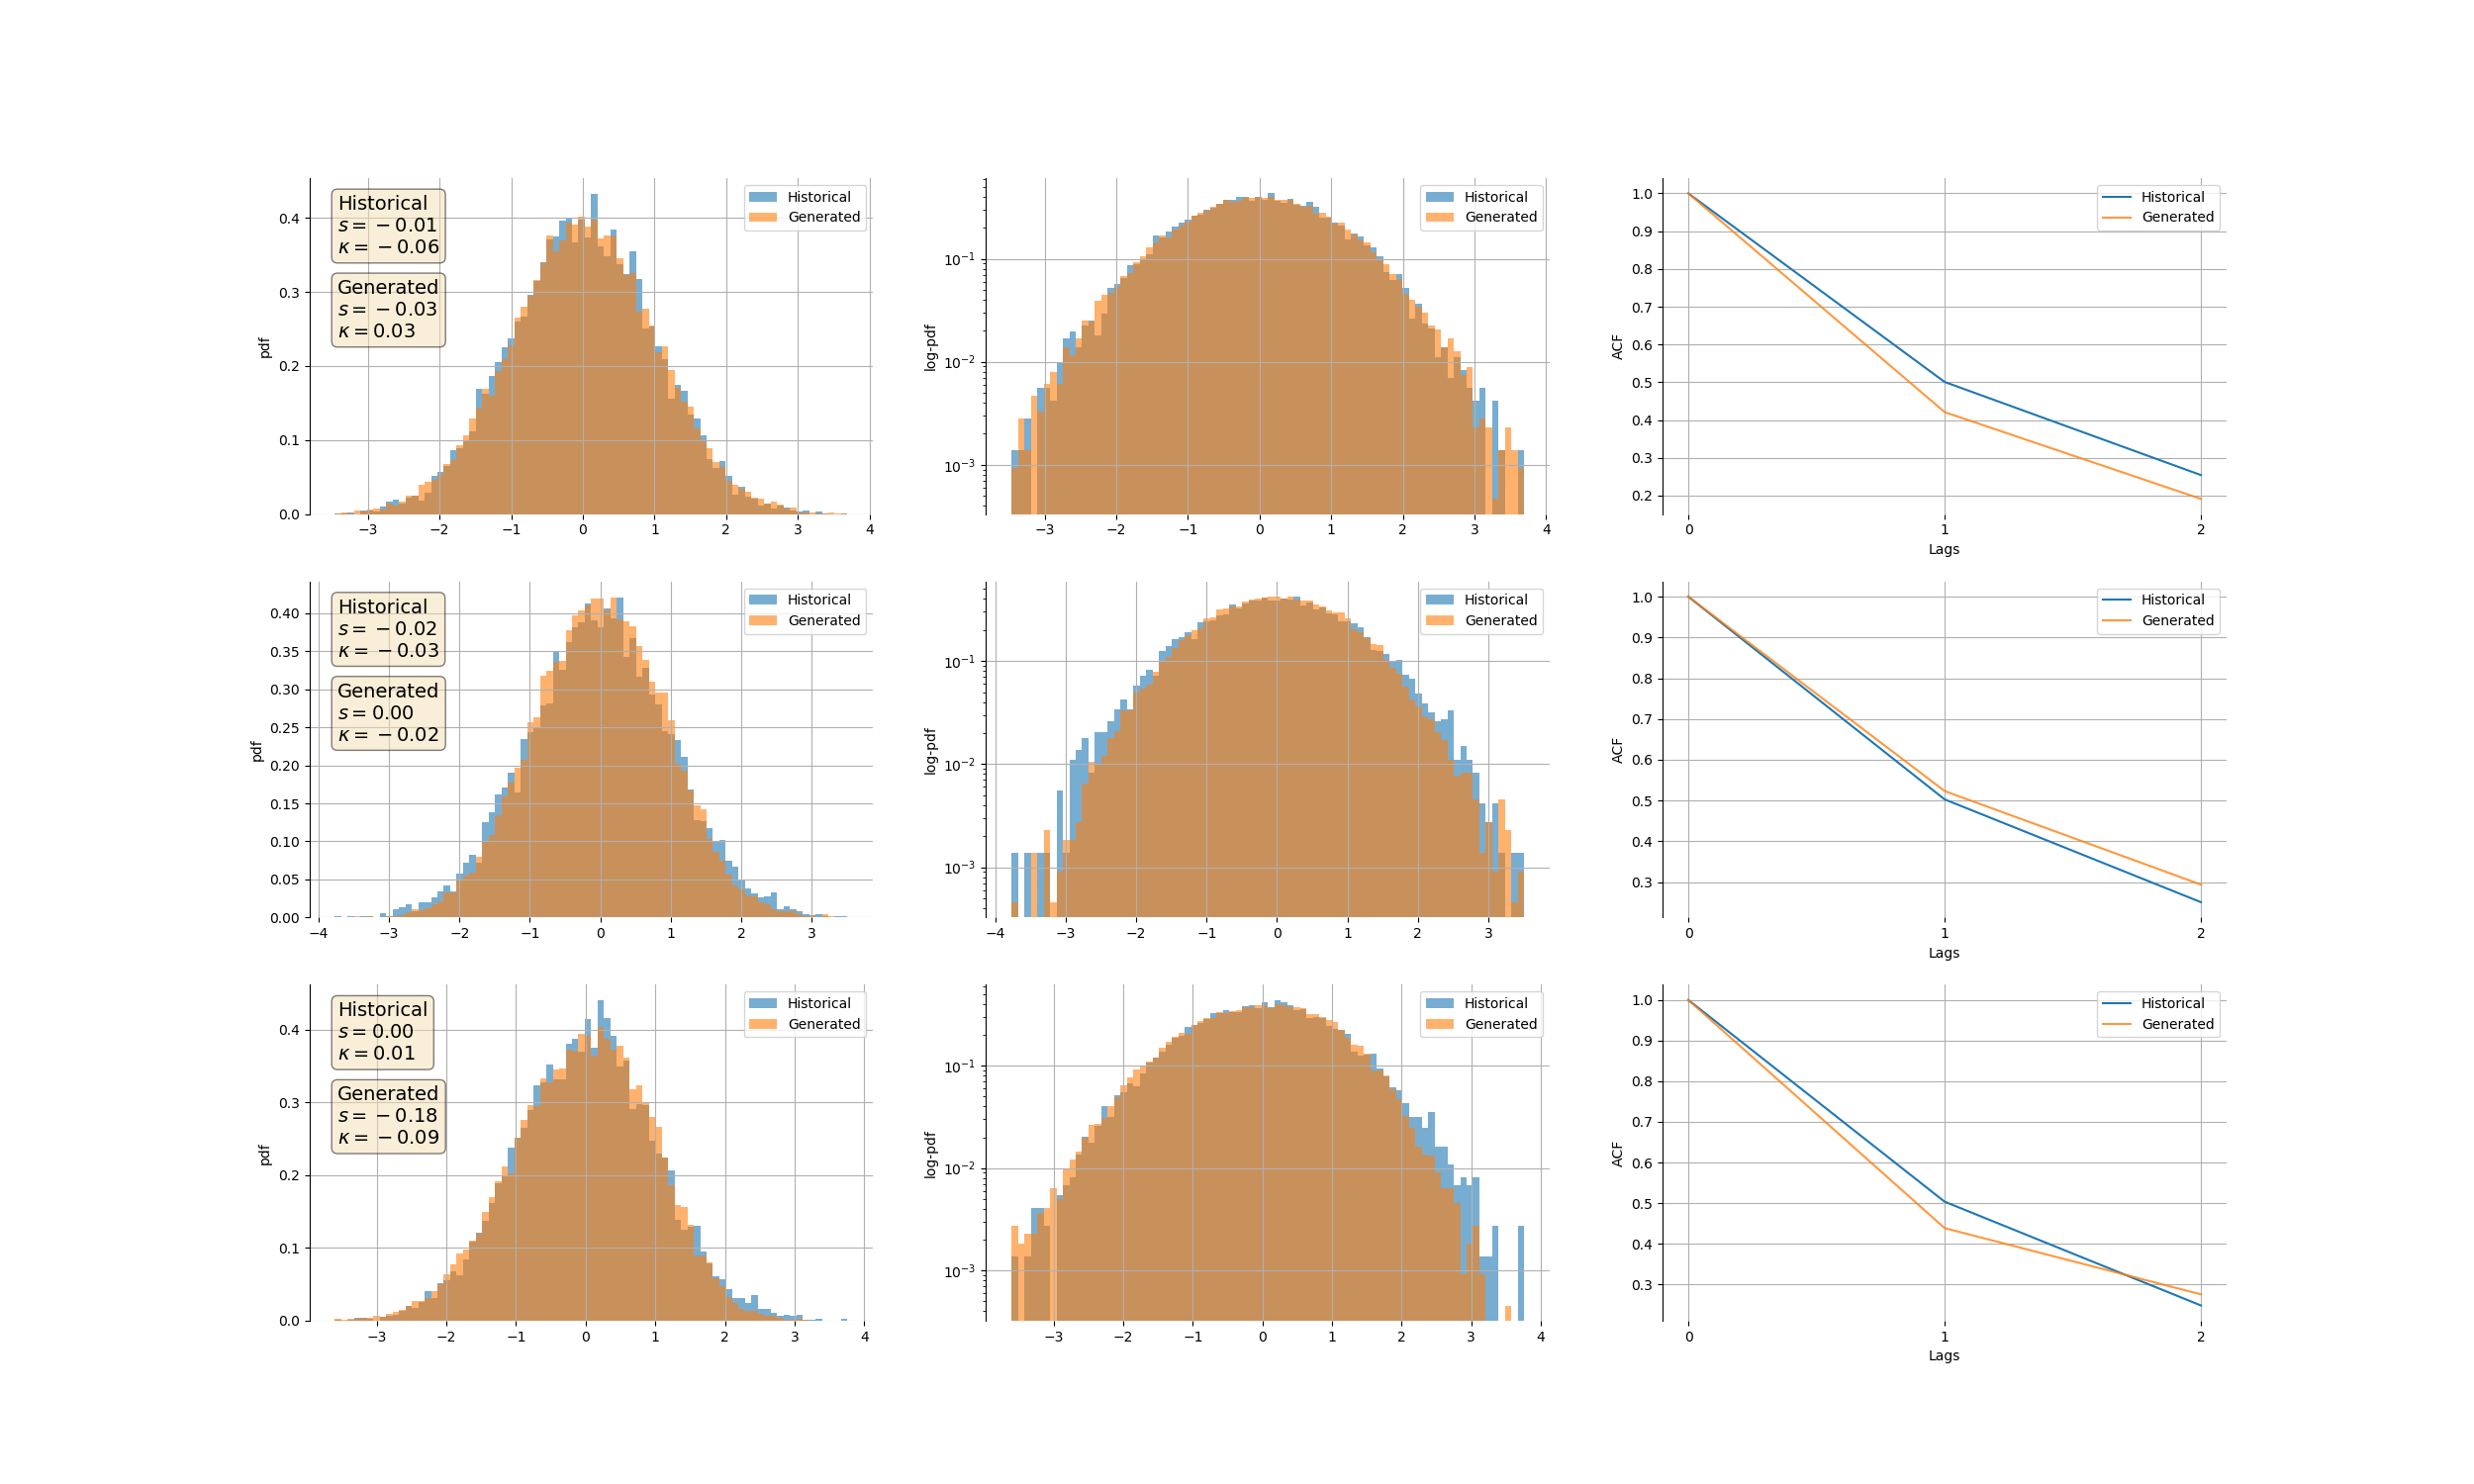 Historical
s = −0.01
κ = −0.06
Generated
s = −0.03
κ = 0.03
Historical
Generated
pdf
0.4
0.3
0.2
0.1
0.0
−3 −2 −1 0 1 2 3 4
Historical
Generated
log-pdf
10⁻¹
10⁻²
10⁻³
−3 −2 −1 0 1 2 3 4
Historical
Generated
ACF
1.0
0.9
0.8
0.7
0.6
0.5
0.4
0.3
0.2
0 1 2
Lags
Historical
s = −0.02
κ = −0.03
Generated
s = 0.00
κ = −0.02
Historical
Generated
pdf
0.40
0.35
0.30
0.25
0.20
0.15
0.10
0.05
0.00
−4 −3 −2 −1 0 1 2 3
Historical
Generated
log-pdf
10⁻¹
10⁻²
10⁻³
−4 −3 −2 −1 0 1 2 3
Historical
Generated
ACF
1.0
0.9
0.8
0.7
0.6
0.5
0.4
0.3
0 1 2
Lags
Historical
s = 0.00
κ = 0.01
Generated
s = −0.18
κ = −0.09
Historical
Generated
pdf
0.4
0.3
0.2
0.1
0.0
−3 −2 −1 0 1 2 3 4
Historical
Generated
log-pdf
10⁻¹
10⁻²
10⁻³
−3 −2 −1 0 1 2 3 4
Historical
Generated
ACF
1.0
0.9
0.8
0.7
0.6
0.5
0.4
0.3
0 1 2
Lags